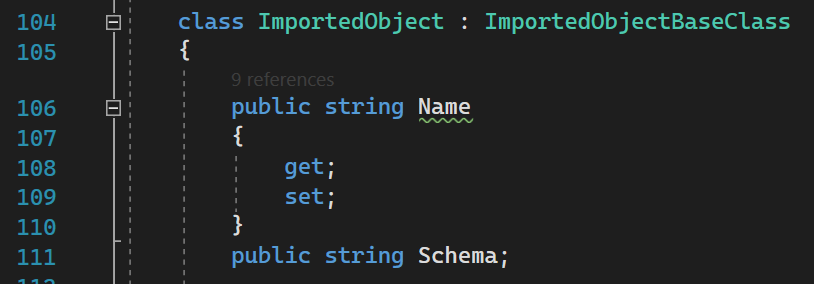 104 class ImportedObject : ImportedObjectBaseClass
105 {
9 references
106 public string Name
107 {
108 get;
109 set;
110 }
111 public string Schema;